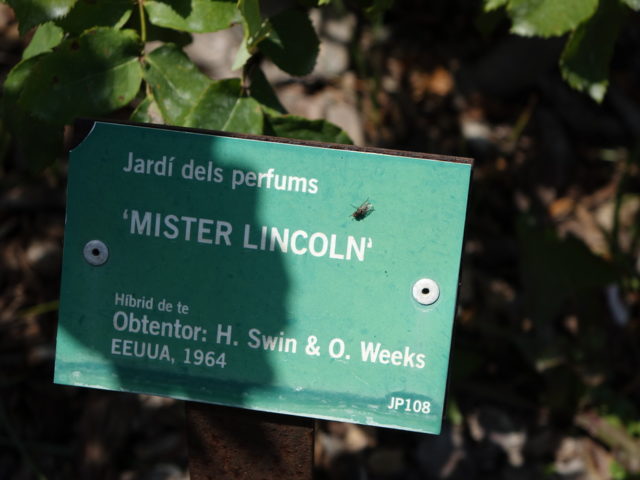 Jardí dels perfums
'MISTER LINCOLN'
Híbrid de te
Obtentor: H. Swin & O. Weeks
EEUUA, 1964
JP108